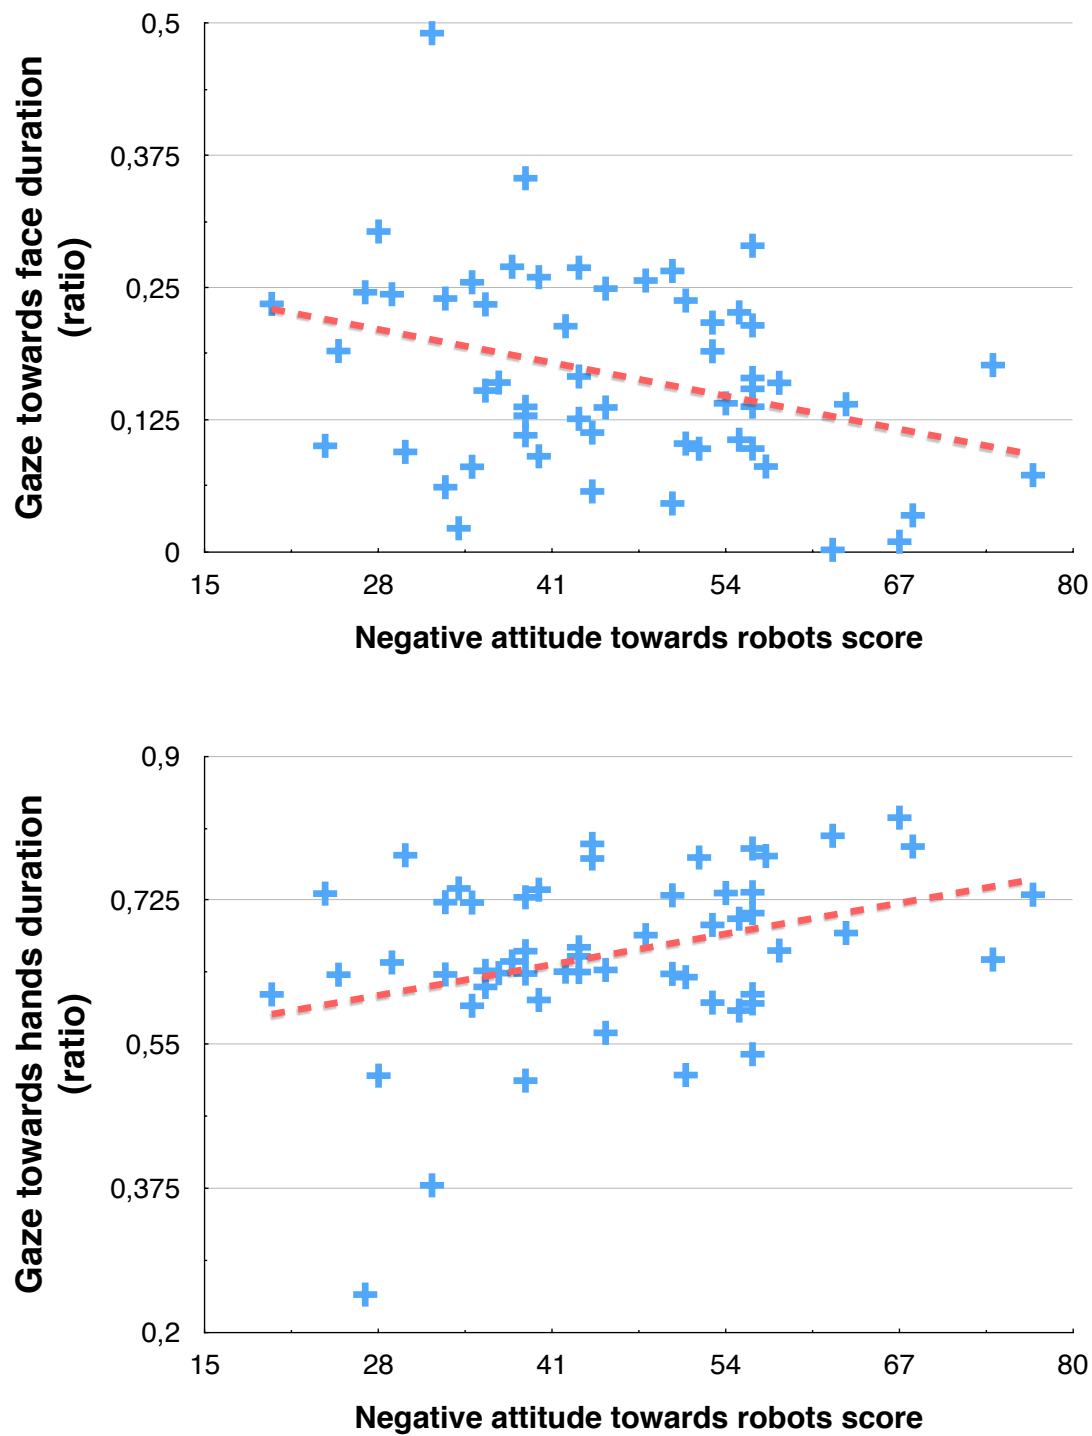 Gaze towards face duration
(ratio)
0,5
0,375
0,25
0,125
0
15 28 41 54 67 80
Negative attitude towards robots score
Gaze towards hands duration
(ratio)
0,9
0,725
0,55
0,375
0,2
15 28 41 54 67 80
Negative attitude towards robots score